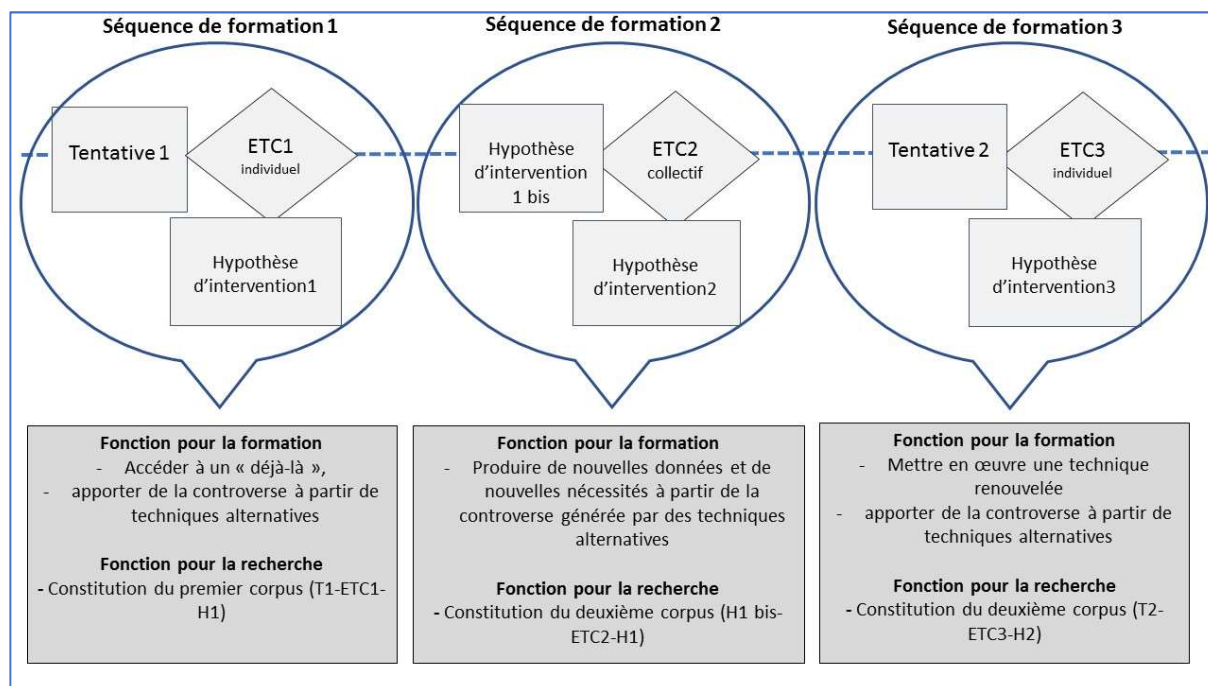 Séquence de formation 1
Tentative 1
ETC1
individuel
Hypothèse
d’intervention1
Séquence de formation 2
Hypothèse
d’intervention
1 bis
ETC2
collectif
Hypothèse
d’intervention2
Séquence de formation 3
Tentative 2
ETC3
individuel
Hypothèse
d’intervention3
Fonction pour la formation
- Accéder à un « déjà-là »,
- apporter de la controverse à partir de
techniques alternatives
Fonction pour la recherche
- Constitution du premier corpus (T1-ETC1-
H1)
Fonction pour la formation
- Produire de nouvelles données et de
nouvelles nécessités à partir de la
controverse générée par des techniques
alternatives
Fonction pour la recherche
- Constitution du deuxième corpus (H1 bis-
ETC2-H1)
Fonction pour la formation
- Mettre en œuvre une technique
renouvelée
- apporter de la controverse à partir de
techniques alternatives
Fonction pour la recherche
- Constitution du deuxième corpus (T2-
ETC3-H2)